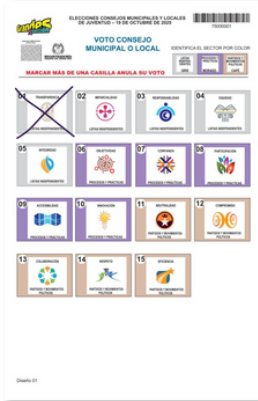 ELECCIONES CONSEJOS MUNICIPALES Y LOCALES
DE JUVENTUD – 19 DE OCTUBRE DE 2025
VOTO CONSEJO
MUNICIPAL O LOCAL
IDENTIFICA EL SECTOR POR COLOR
MARCAR MÁS DE UNA CASILLA ANULA SU VOTO
01 TRANSPARENCIA
LISTAS INDEPENDIENTES
02 IMPARCIALIDAD
LISTAS INDEPENDIENTES
03 RESPONSABILIDAD
LISTAS INDEPENDIENTES
04
LISTAS INDEPENDIENTES
05 INTEGRIDAD
LISTAS INDEPENDIENTES
06 OBJETIVIDAD
PROCESOS Y PRÁCTICAS
07
PROCESOS Y PRÁCTICAS
08 PARTICIPACIÓN
PROCESOS Y PRÁCTICAS
09 ACCESIBILIDAD
PROCESOS Y PRÁCTICAS
10 INNOVACIÓN
PROCESOS Y PRÁCTICAS
11 NEUTRALIDAD
PARTIDOS Y MOVIMIENTOS
POLÍTICOS
12 COMPROMISO
PARTIDOS Y MOVIMIENTOS
POLÍTICOS
13 COLABORACIÓN
PARTIDOS Y MOVIMIENTOS
POLÍTICOS
14 RESPETO
PARTIDOS Y MOVIMIENTOS
POLÍTICOS
15 EFICIENCIA
PARTIDOS Y MOVIMIENTOS
POLÍTICOS
Diseño 01